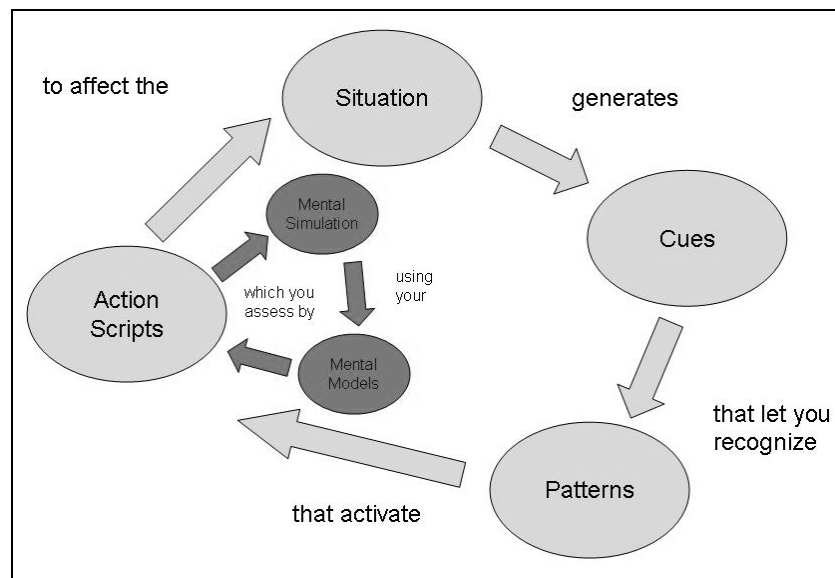 to affect the
Situation
generates
Mental
Simulation
Cues
Action
Scripts
which you
assess by
using
your
Mental
Models
that let you
recognize
Patterns
that activate